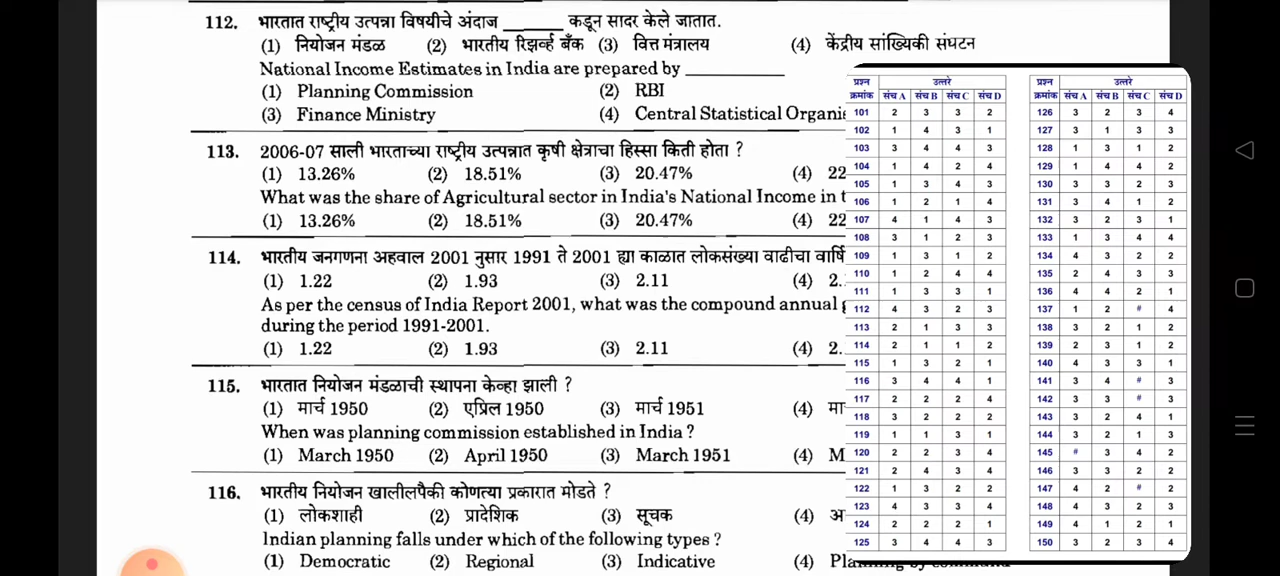 112. भारतात राष्ट्रीय उत्पन्ना विषयीचे अंदाज ______ कडून सादर केले जातात.
(1) नियोजन मंडळ (2) भारतीय रिझर्व्ह बँक (3) वित्त मंत्रालय (4) केंद्रीय सांख्यिकी संघटन
National Income Estimates in India are prepared by __________
(1) Planning Commission (2) RBI
(3) Finance Ministry (4) Central Statistical Organi
113. 2006-07 साली भारताच्या राष्ट्रीय उत्पन्नात कृषी क्षेत्राचा हिस्सा किती होता ?
(1) 13.26% (2) 18.51% (3) 20.47% (4) 22
What was the share of Agricultural sector in India's National Income in t
(1) 13.26% (2) 18.51% (3) 20.47% (4) 22
114. भारतीय जनगणना अहवाल 2001 नुसार 1991 ते 2001 ह्या काळात लोकसंख्या वाढीचा वार्षि
(1) 1.22 (2) 1.93 (3) 2.11 (4) 2.
As per the census of India Report 2001, what was the compound annual
during the period 1991-2001.
(1) 1.22 (2) 1.93 (3) 2.11 (4) 2.
115. भारतात नियोजन मंडळाची स्थापना केव्हा झाली ?
(1) मार्च 1950 (2) एप्रिल 1950 (3) मार्च 1951 (4) मा
When was planning commission established in India ?
(1) March 1950 (2) April 1950 (3) March 1951 (4) M
116. भारतीय नियोजन खालीलपैकी कोणत्या प्रकारात मोडते ?
(1) लोकशाही (2) प्रादेशिक (3) सूचक (4) अ
Indian planning falls under which of the following types ?
(1) Democratic (2) Regional (3) Indicative (4) Planning by command
प्रश्न उत्तरे
क्रमांक संच A संच B संच C संच D
101 2 3 3 2
102 1 4 3 1
103 3 4 4 3
104 1 4 2 4
105 1 3 4 3
106 1 2 1 4
107 4 1 4 3
108 3 1 2 3
109 1 3 1 2
110 1 2 4 4
111 1 3 3 1
112 4 3 2 3
113 2 1 3 3
114 2 1 1 2
115 1 3 2 1
116 3 4 4 1
117 2 2 2 4
118 3 2 2 2
119 1 1 3 1
120 2 2 3 4
121 2 4 3 4
122 1 3 2 2
123 4 3 3 4
124 2 2 2 1
125 3 4 4 3
प्रश्न उत्तरे
क्रमांक संच A संच B संच C संच D
126 3 2 3 4
127 3 1 3 3
128 1 3 1 2
129 1 4 4 2
130 3 3 2 3
131 3 4 1 2
132 3 2 3 1
133 1 3 4 4
134 4 3 2 2
135 2 4 3 3
136 4 4 2 1
137 1 2 # 4
138 3 2 1 2
139 2 3 1 2
140 4 3 3 1
141 3 4 # 3
142 3 3 # 3
143 3 2 4 1
144 3 2 1 3
145 # 3 4 2
146 3 3 2 2
147 4 2 # 2
148 4 3 2 3
149 4 1 2 1
150 3 2 3 4